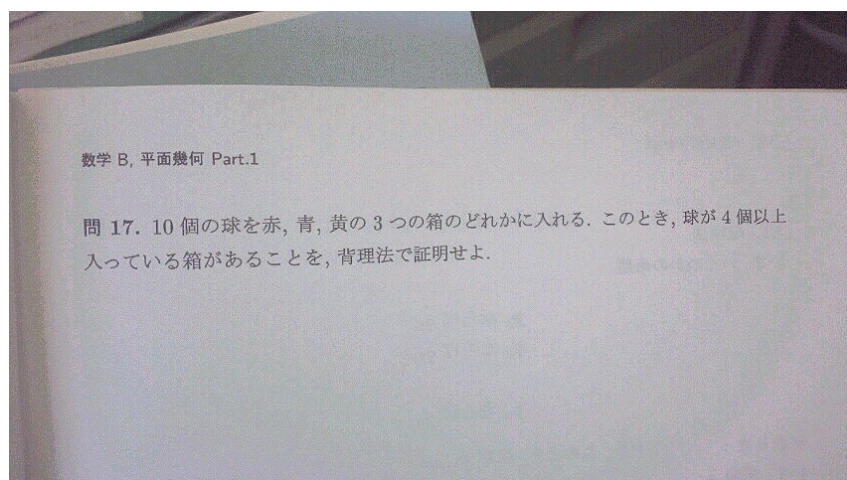 数学 B, 平面幾何 Part.1
問 17. 10 個の球を赤, 青, 黄の 3 つの箱のどれかに入れる. このとき, 球が 4 個以上
入っている箱があることを, 背理法で証明せよ.